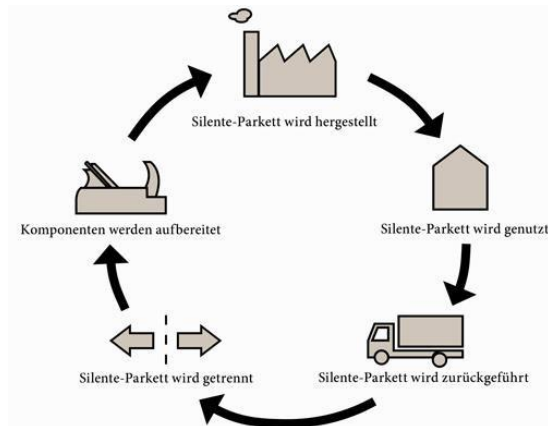 Silente-Parkett wird hergestellt
Silente-Parkett wird genutzt
Silente-Parkett wird zurückgeführt
Silente-Parkett wird getrennt
Komponenten werden aufbereitet